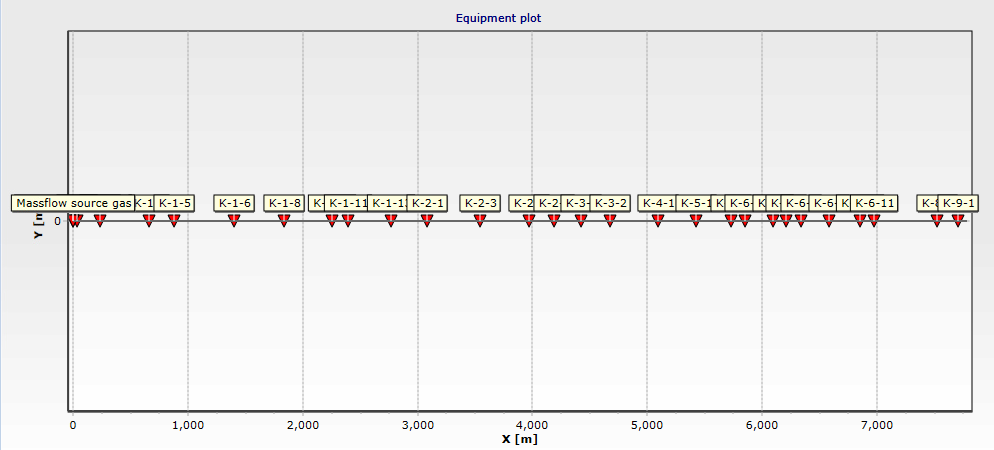 Equipment plot
Massflow source gas K-1 K-1-5 K-1-6 K-1-8 K- K-1-11 K-1-1 K-2-1 K-2-3 K-2 K-2 K-3- K-3-2 K-4-1 K-5-1 K K-6- K K- K-6- K-6- K K-6-11 K- K-9-1
0
Y [m
0 1,000 2,000 3,000 4,000 5,000 6,000 7,000
X [m]